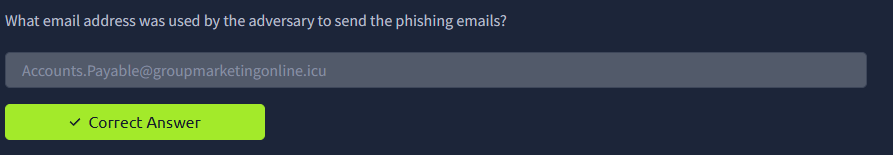 What email address was used by the adversary to send the phishing emails?
Accounts.Payable@groupmarketingonline.icu
✓ Correct Answer